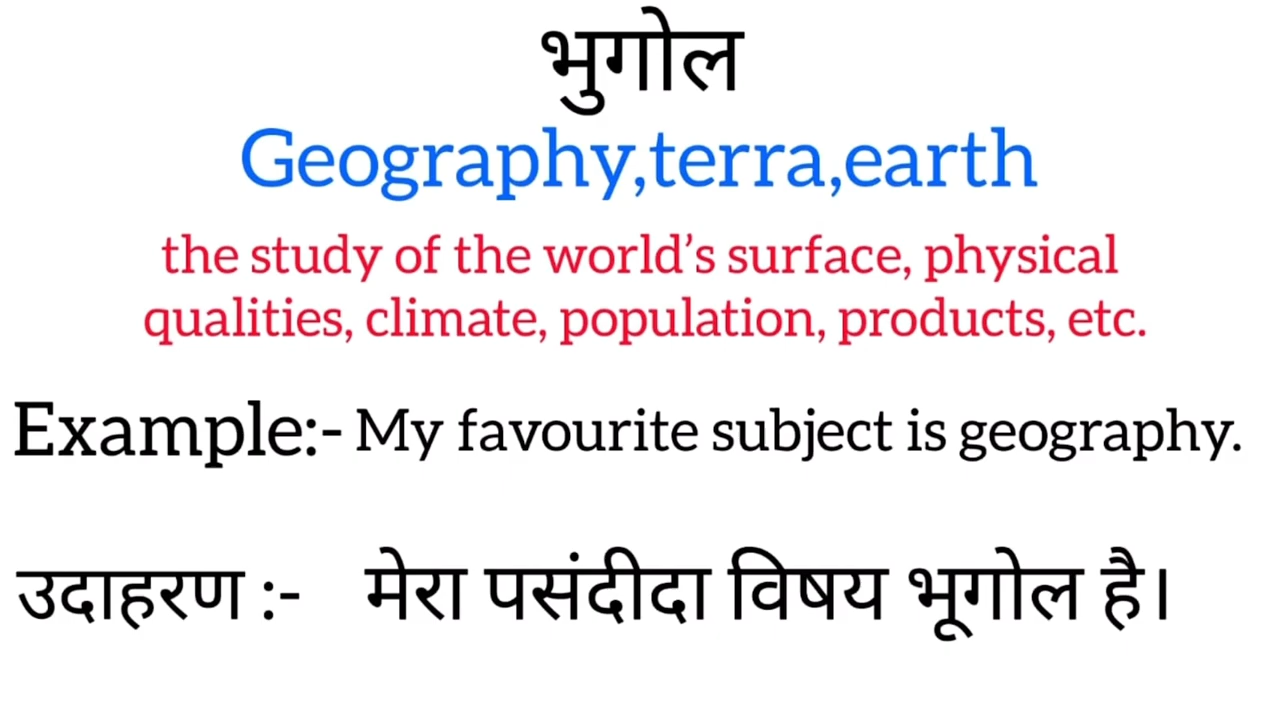 भुगोल
Geography,terra,earth
the study of the world’s surface, physical
qualities, climate, population, products, etc.
Example:- My favourite subject is geography.
उदाहरण :- मेरा पसंदीदा विषय भूगोल है।